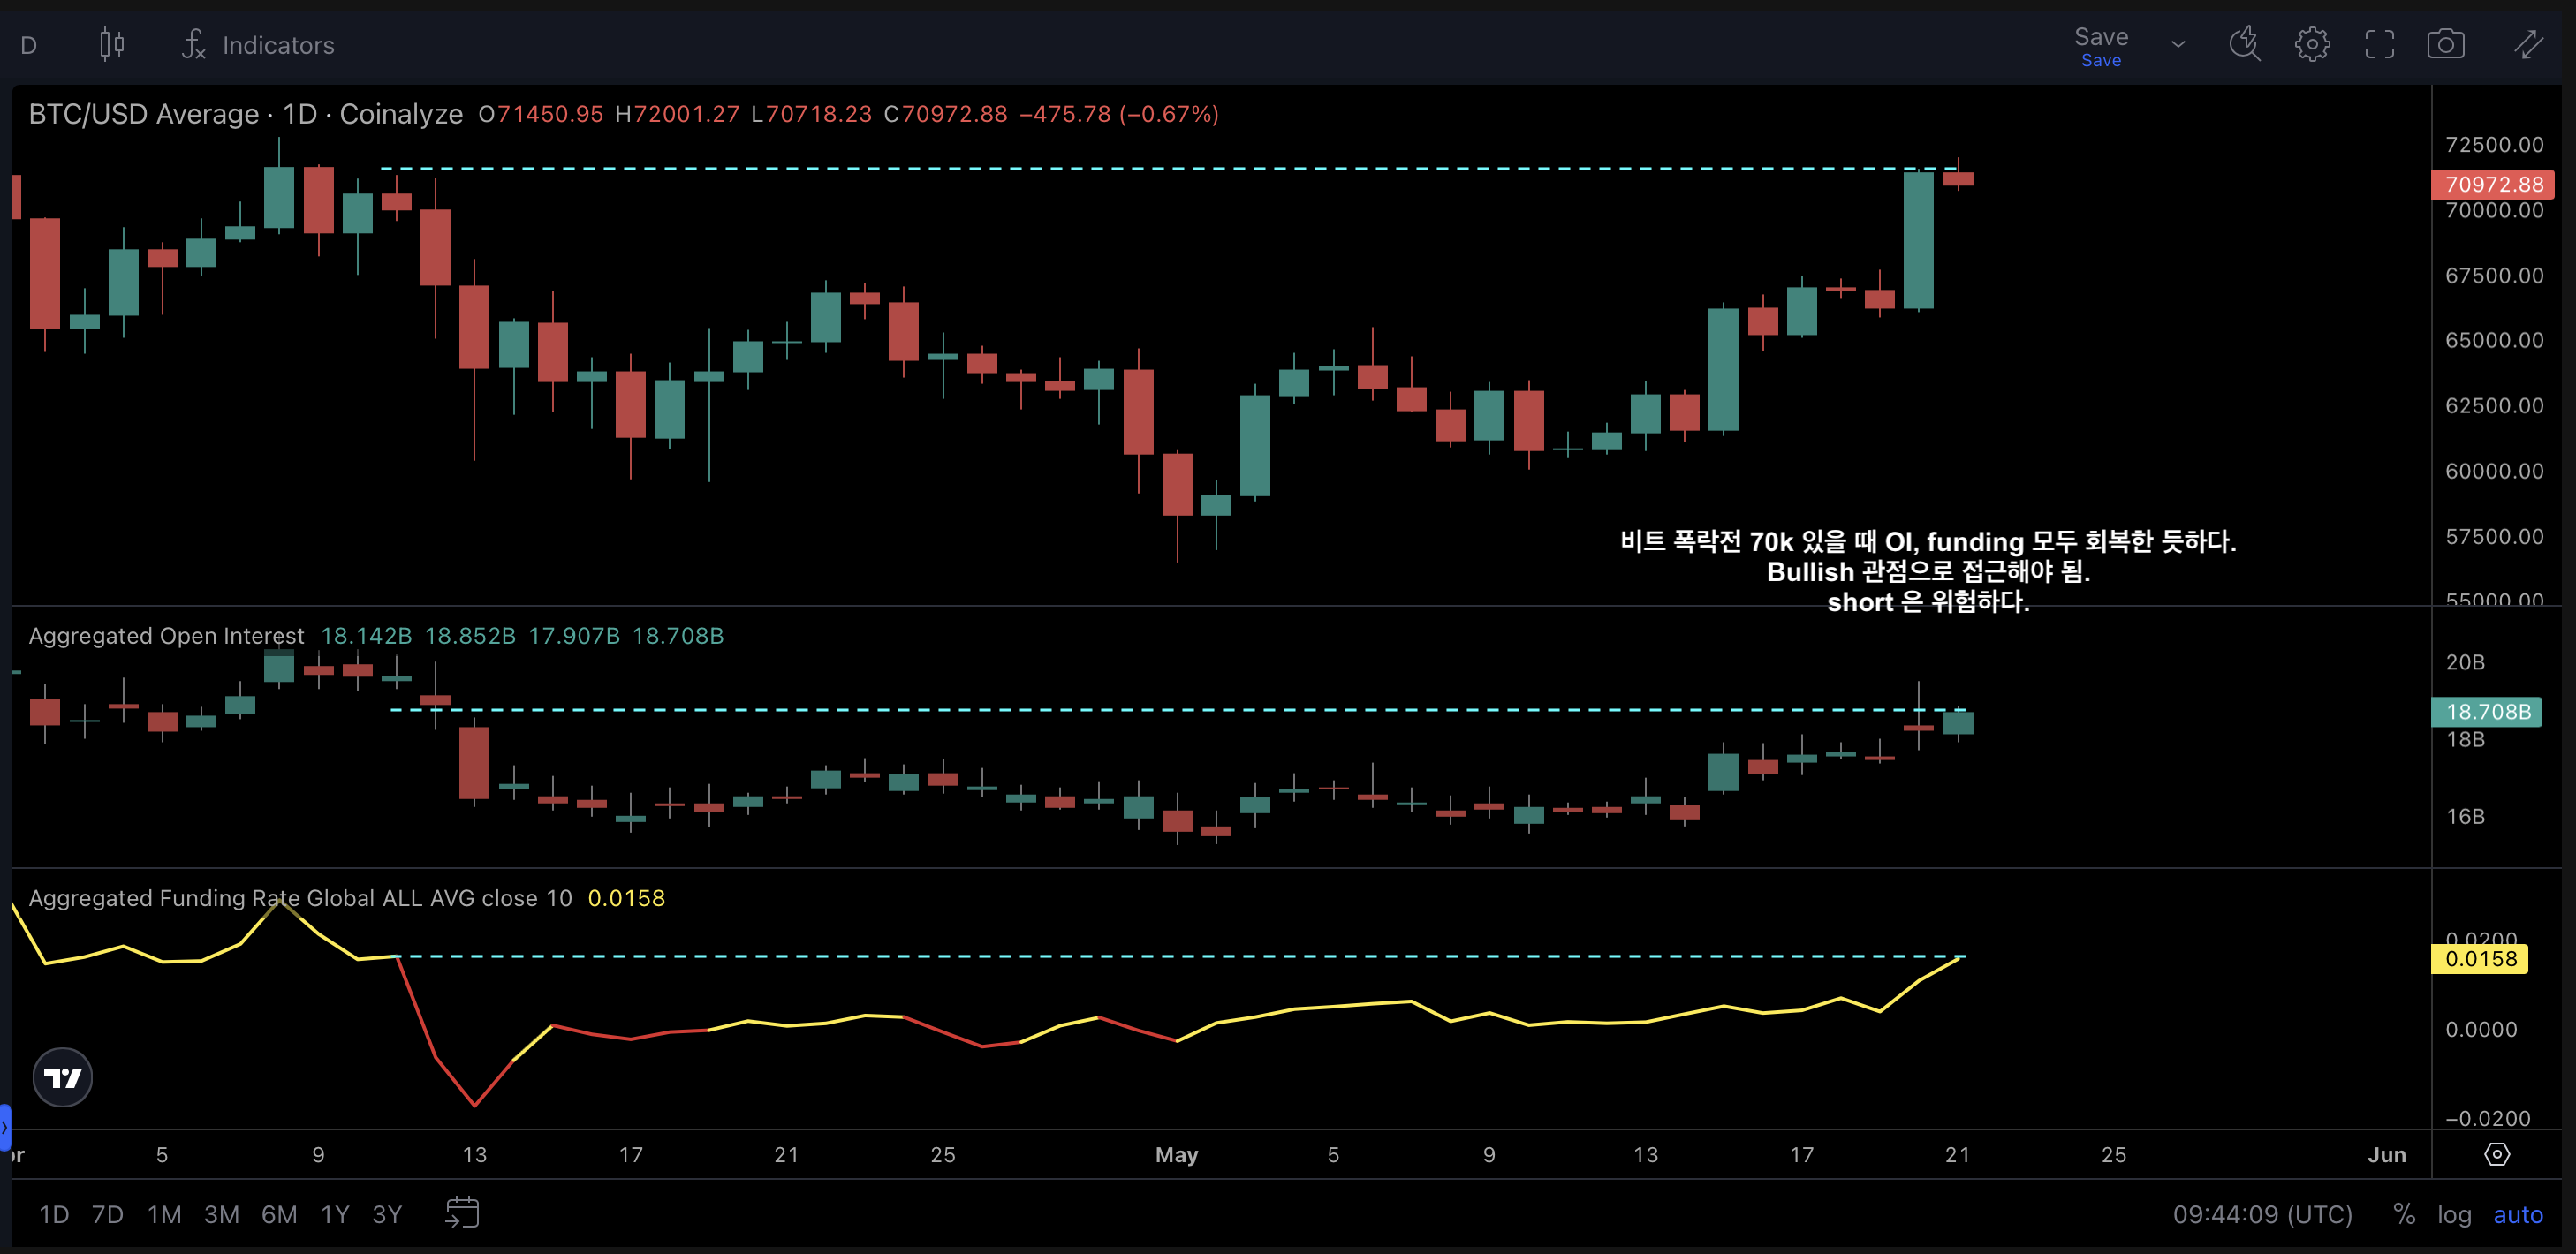 D Indicators Save
Save
BTC/USD Average · 1D · Coinalyze O71450.95 H72001.27 L70718.23 C70972.88 −475.78 (−0.67%)
72500.00
70972.88
70000.00
67500.00
65000.00
62500.00
60000.00
57500.00
55000.00
비트 폭락전 70k 있을 때 OI, funding 모두 회복한 듯하다.
Bullish 관점으로 접근해야 됨.
short 은 위험하다.
Aggregated Open Interest 18.142B 18.852B 17.907B 18.708B
20B
18.708B
18B
16B
Aggregated Funding Rate Global ALL AVG close 10 0.0158
0.0200
0.0158
0.0000
−0.0200
5 9 13 17 21 25 May 5 9 13 17 21 25 Jun
1D 7D 1M 3M 6M 1Y 3Y 09:44:09 (UTC) % log auto